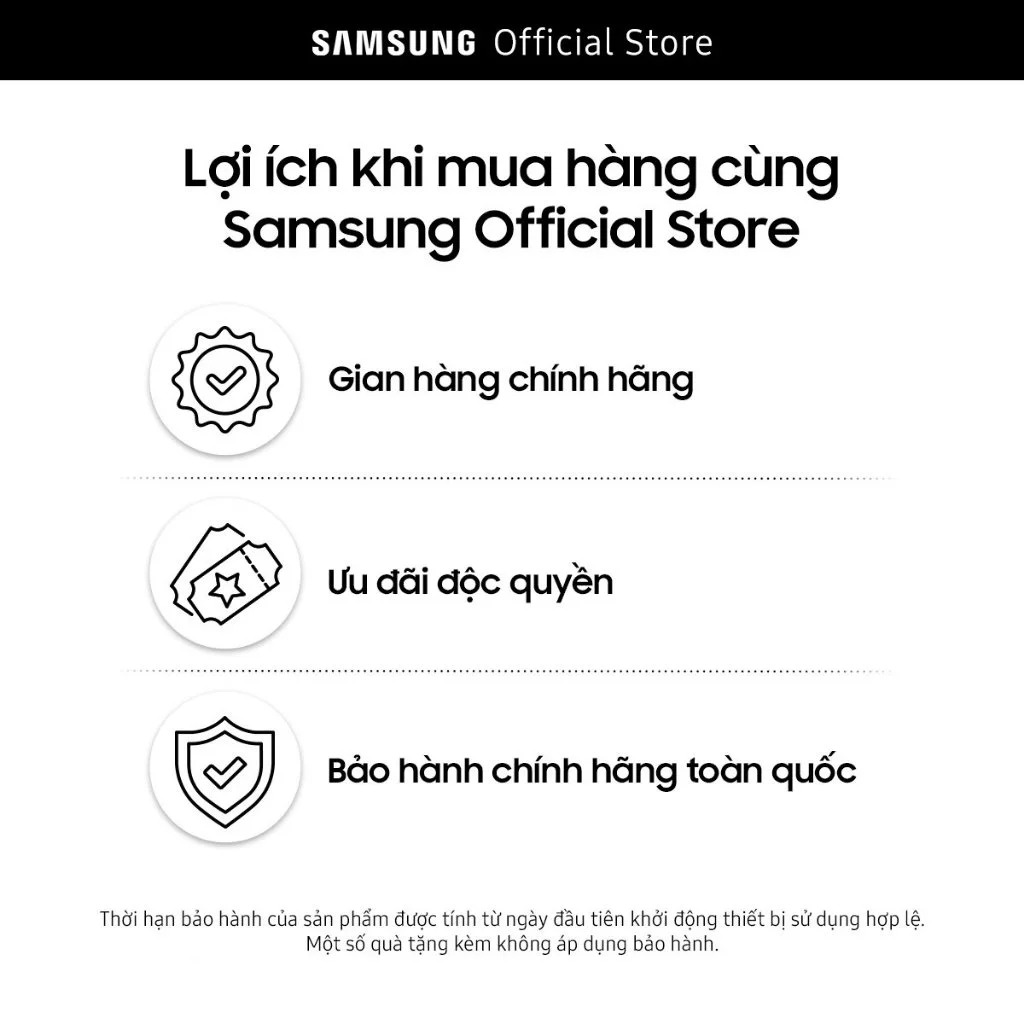 SAMSUNG Official Store
Lợi ích khi mua hàng cùng
Samsung Official Store
Gian hàng chính hãng
Ưu đãi độc quyền
Bảo hành chính hãng toàn quốc
Thời hạn bảo hành của sản phẩm được tính từ ngày đầu tiên khởi động thiết bị sử dụng hợp lệ.
Một số quà tặng kèm không áp dụng bảo hành.